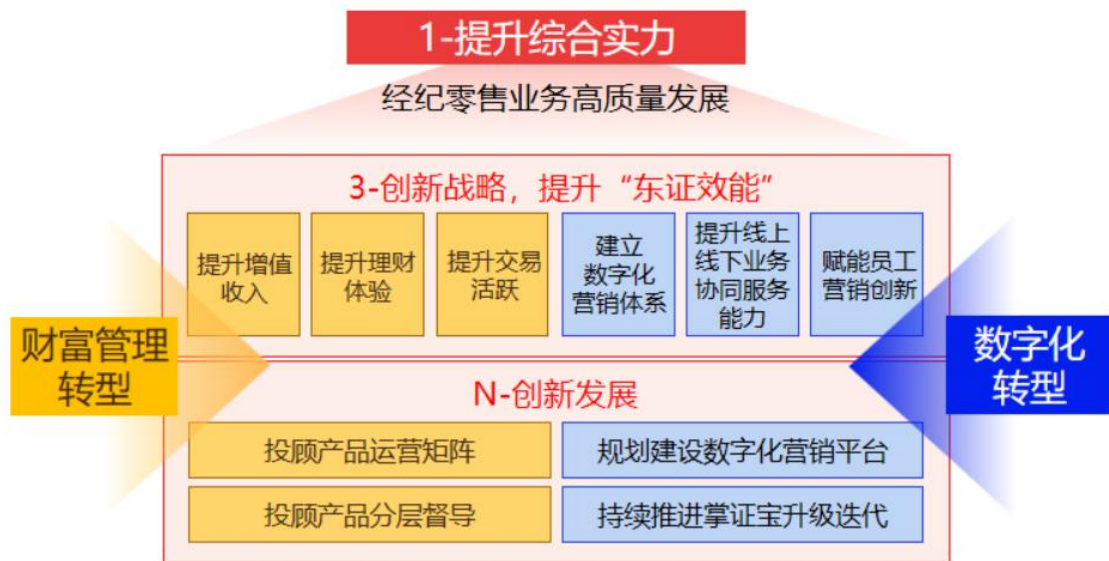 1-提升综合实力
经纪零售业务高质量发展
3-创新战略，提升“东证效能”
提升增值
收入
提升理财
体验
提升交易
活跃
建立
数字化
营销体系
提升线上
线下业务
协同服务
能力
赋能员工
营销创新
财富管理
转型
数字化
转型
N-创新发展
投顾产品运营矩阵
规划建设数字化营销平台
投顾产品分层督导
持续推进掌证宝升级迭代